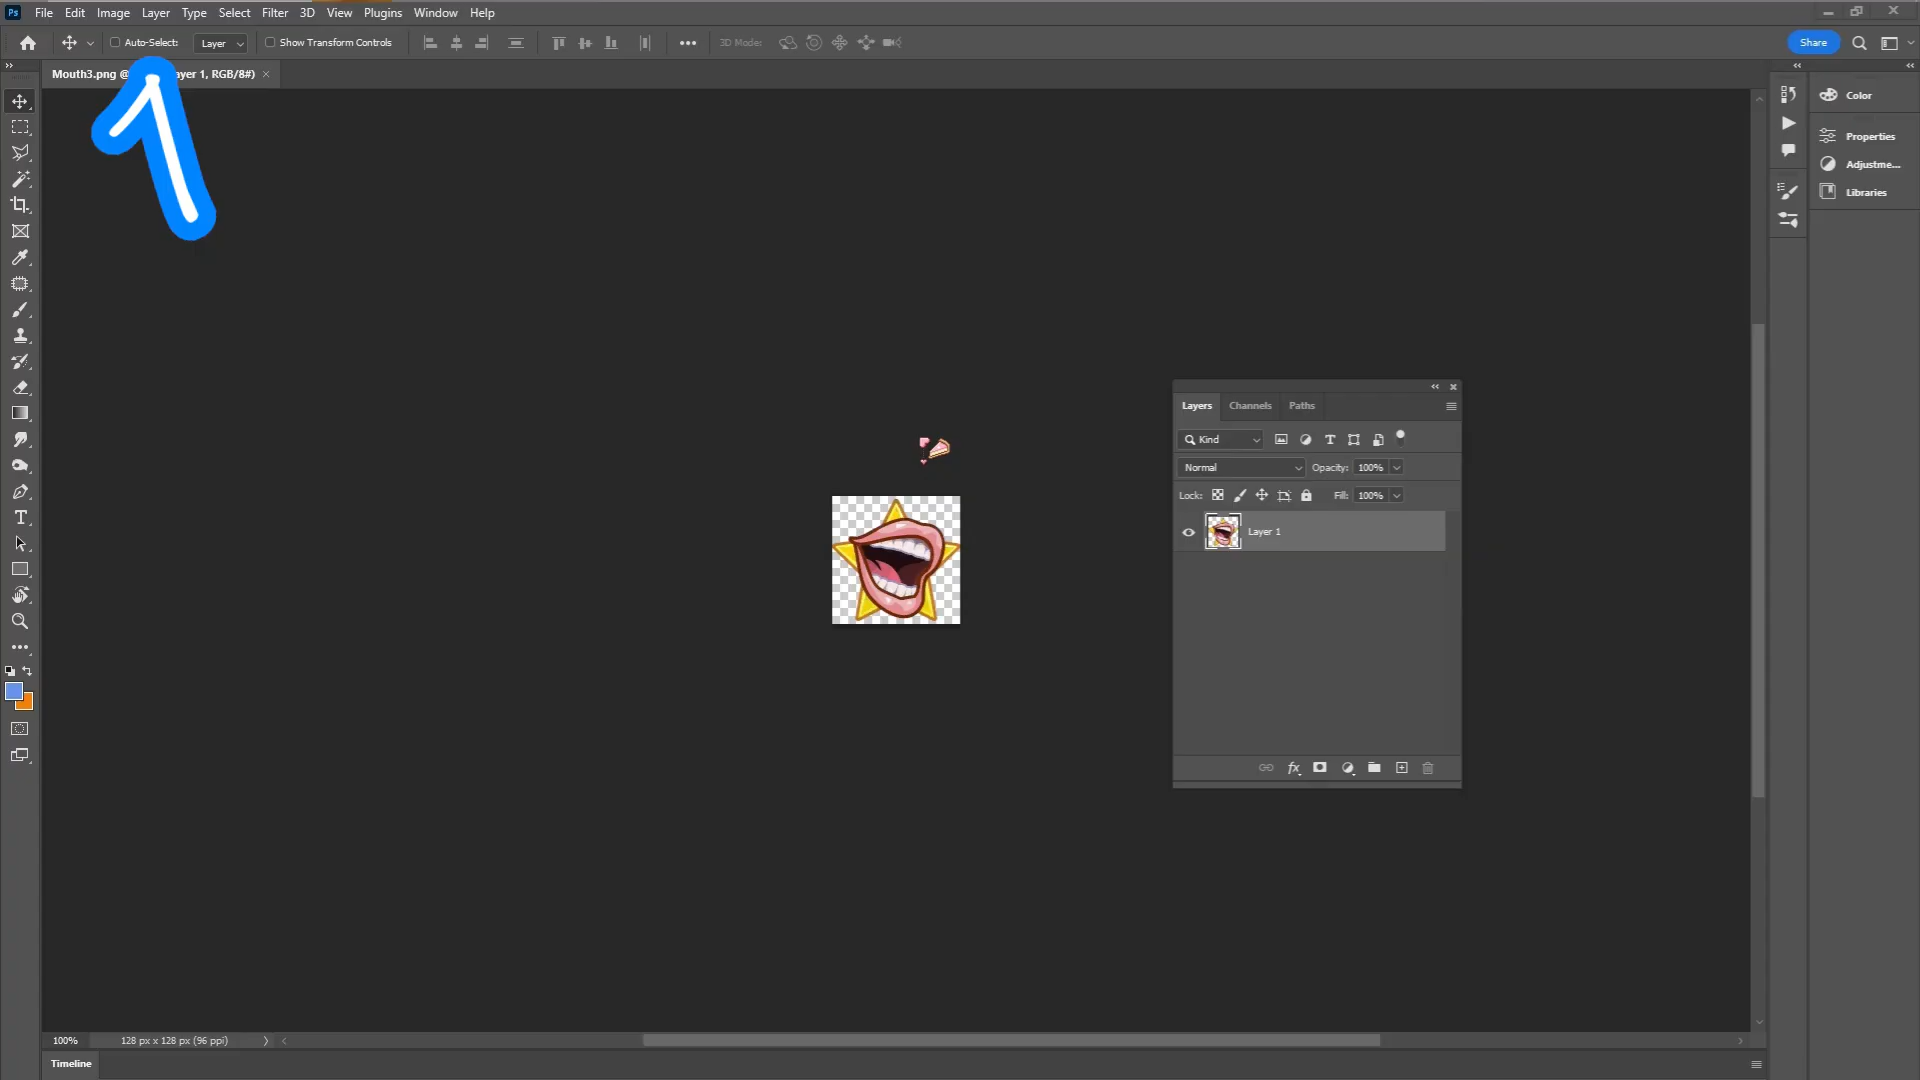 Ps File Edit Image Layer Type Select Filter 3D View Plugins Window Help
Auto-Select: Layer Show Transform Controls 3D Mode: Share
Mouth3.png @ ayer 1, RGB/8#) ×
Color
Properties
Adjustme...
Libraries
Layers Channels Paths
Kind
Normal Opacity: 100%
Lock: Fill: 100%
Layer 1
fx
100% 128 px x 128 px (96 ppi)
Timeline